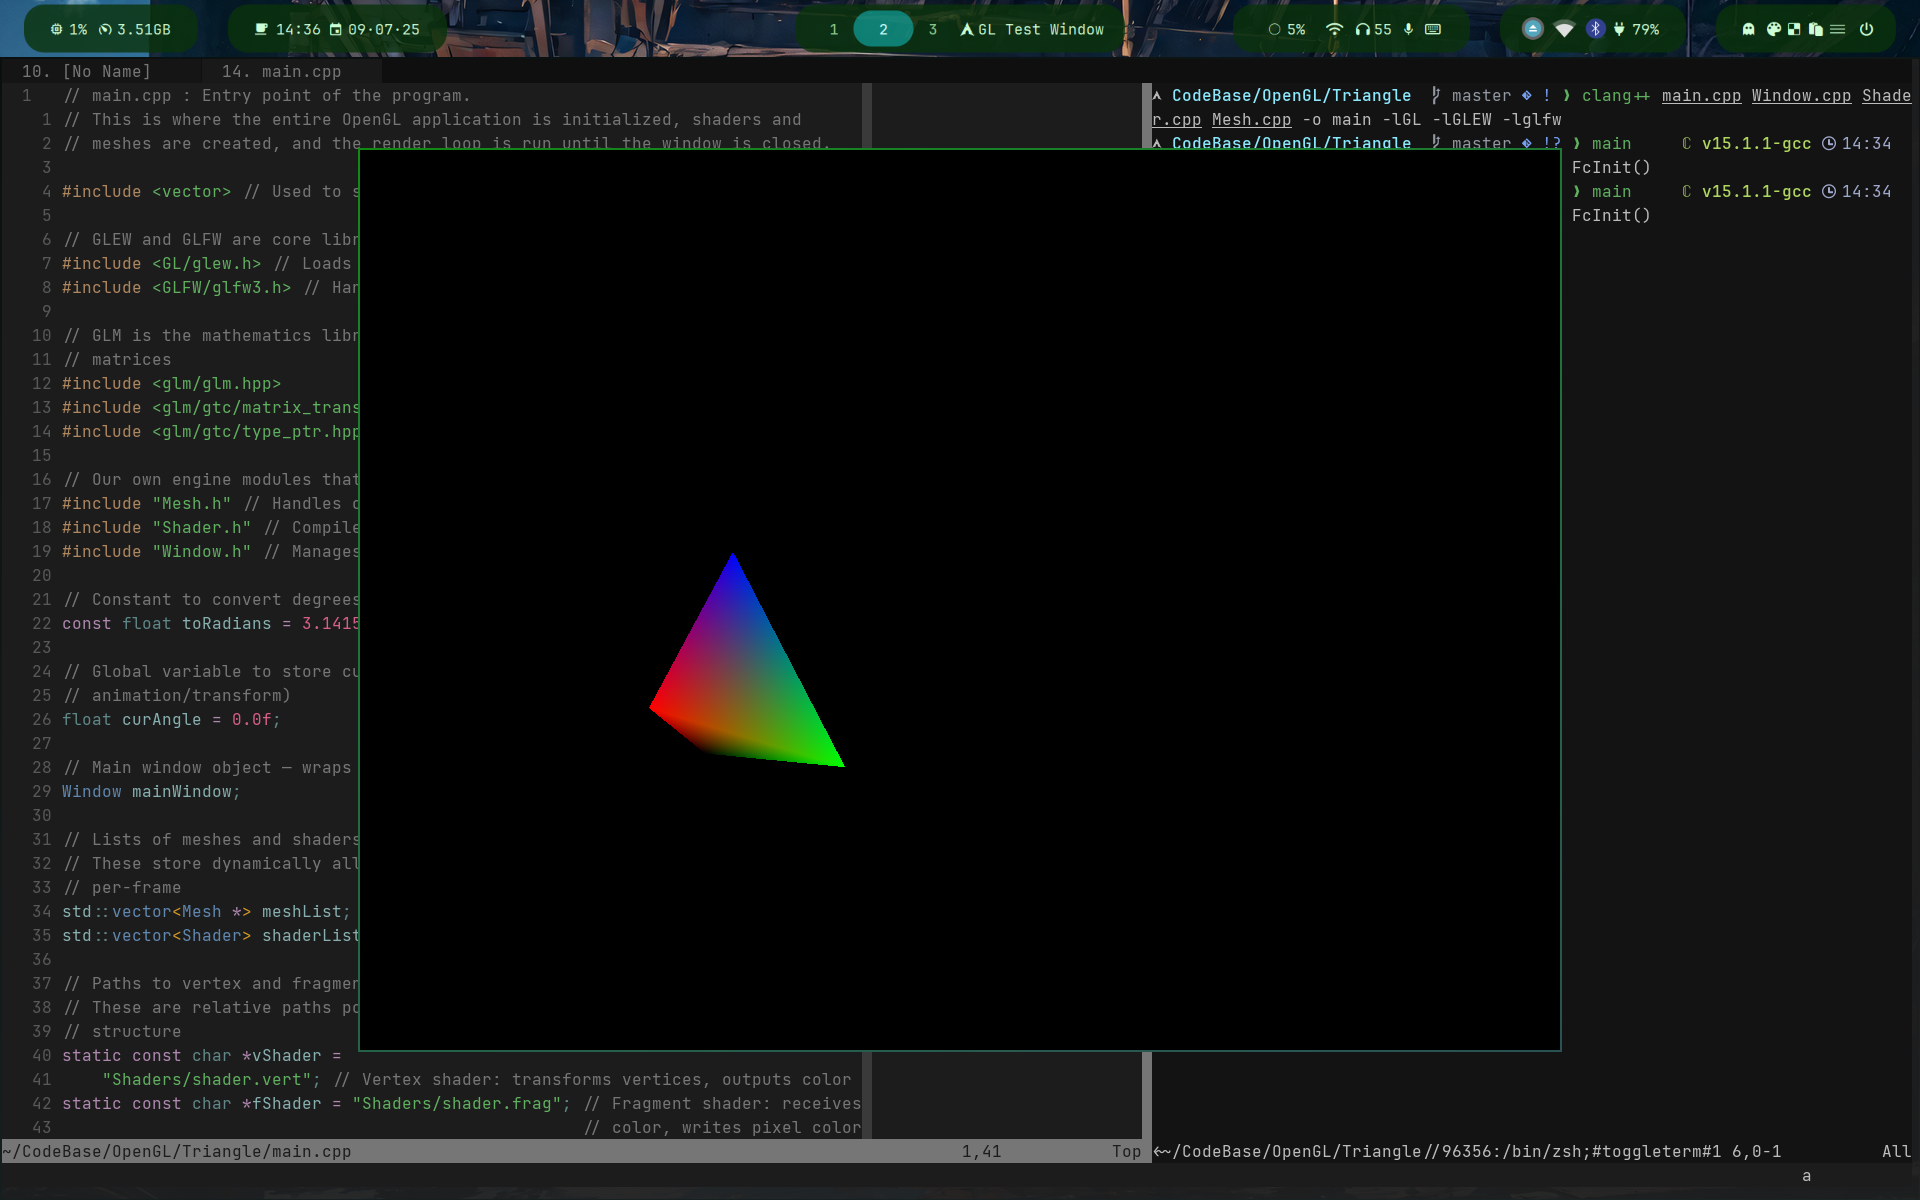 1% 3.51GB 14:36 09·07:25 1 2 3 GL Test Window 5% 55 79%
10. [No Name] 14. main.cpp
1 // main.cpp : Entry point of the program.
1 // This is where the entire OpenGL application is initialized, shaders and
2 // meshes are created, and the render loop is run until the window is closed.
3
4 #include <vector> // Used to s
5
6 // GLEW and GLFW are core libr
7 #include <GL/glew.h> // Loads
8 #include <GLFW/glfw3.h> // Han
9
10 // GLM is the mathematics libr
11 // matrices
12 #include <glm/glm.hpp>
13 #include <glm/gtc/matrix_trans
14 #include <glm/gtc/type_ptr.hpp
15
16 // Our own engine modules that
17 #include "Mesh.h" // Handles c
18 #include "Shader.h" // Compile
19 #include "Window.h" // Manages
20
21 // Constant to convert degrees
22 const float toRadians = 3.1415
23
24 // Global variable to store cu
25 // animation/transform)
26 float curAngle = 0.0f;
27
28 // Main window object — wraps
29 Window mainWindow;
30
31 // Lists of meshes and shaders
32 // These store dynamically all
33 // per-frame
34 std::vector<Mesh *> meshList;
35 std::vector<Shader> shaderList
36
37 // Paths to vertex and fragmen
38 // These are relative paths po
39 // structure
40 static const char *vShader =
41 "Shaders/shader.vert"; // Vertex shader: transforms vertices, outputs color
42 static const char *fShader = "Shaders/shader.frag"; // Fragment shader: receives
43 // color, writes pixel color
~/CodeBase/OpenGL/Triangle/main.cpp 1,41 Top
CodeBase/OpenGL/Triangle master ! ❱ clang++ main.cpp Window.cpp Shade
r.cpp Mesh.cpp -o main -lGL -lGLEW -lglfw
CodeBase/OpenGL/Triangle master !? ❱ main ℂ v15.1.1-gcc 14:34
FcInit()
❱ main ℂ v15.1.1-gcc 14:34
FcInit()
<~/CodeBase/OpenGL/Triangle//96356:/bin/zsh;#toggleterm#1 6,0-1 All
a